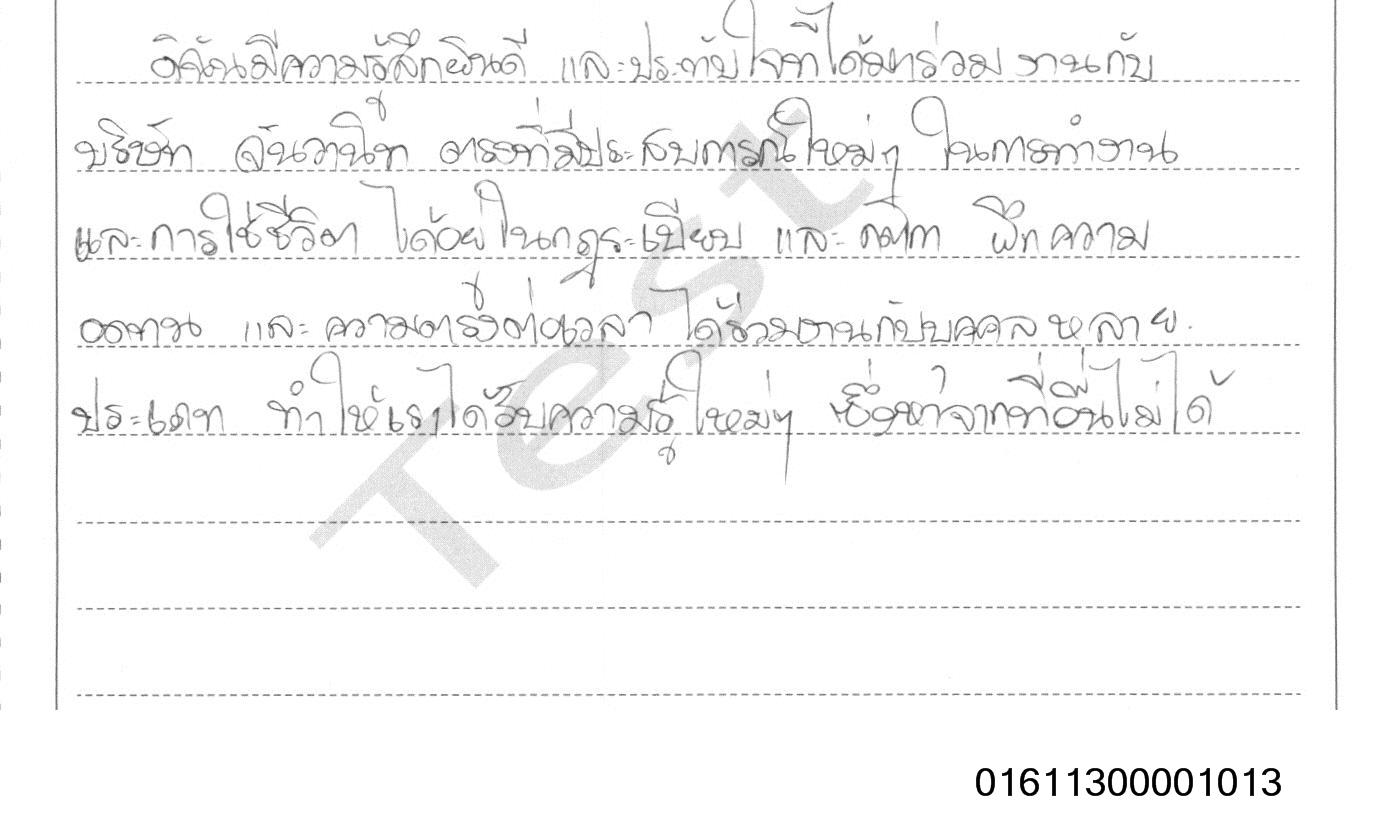 ดิฉันมีความรู้สึกยินดี และประทับใจที่ได้มาร่วมงานกับ
บริษัท จันวานิชุ ตรงที่มีประสบการณ์ใหม่ๆ ในการทำงาน
และการใช้ชีวิต ได้อยู่ในกฎระเบียบ และ กติกา ฝึกความ
อดทน และ ความตรงต่อเวลา ได้ร่วมงานกับบุคคลหลาย
ประเภท ทำให้เราได้รับความรู้ใหม่ๆ ซึ่งหาจากที่อื่นไม่ได้
Test
01611300001013